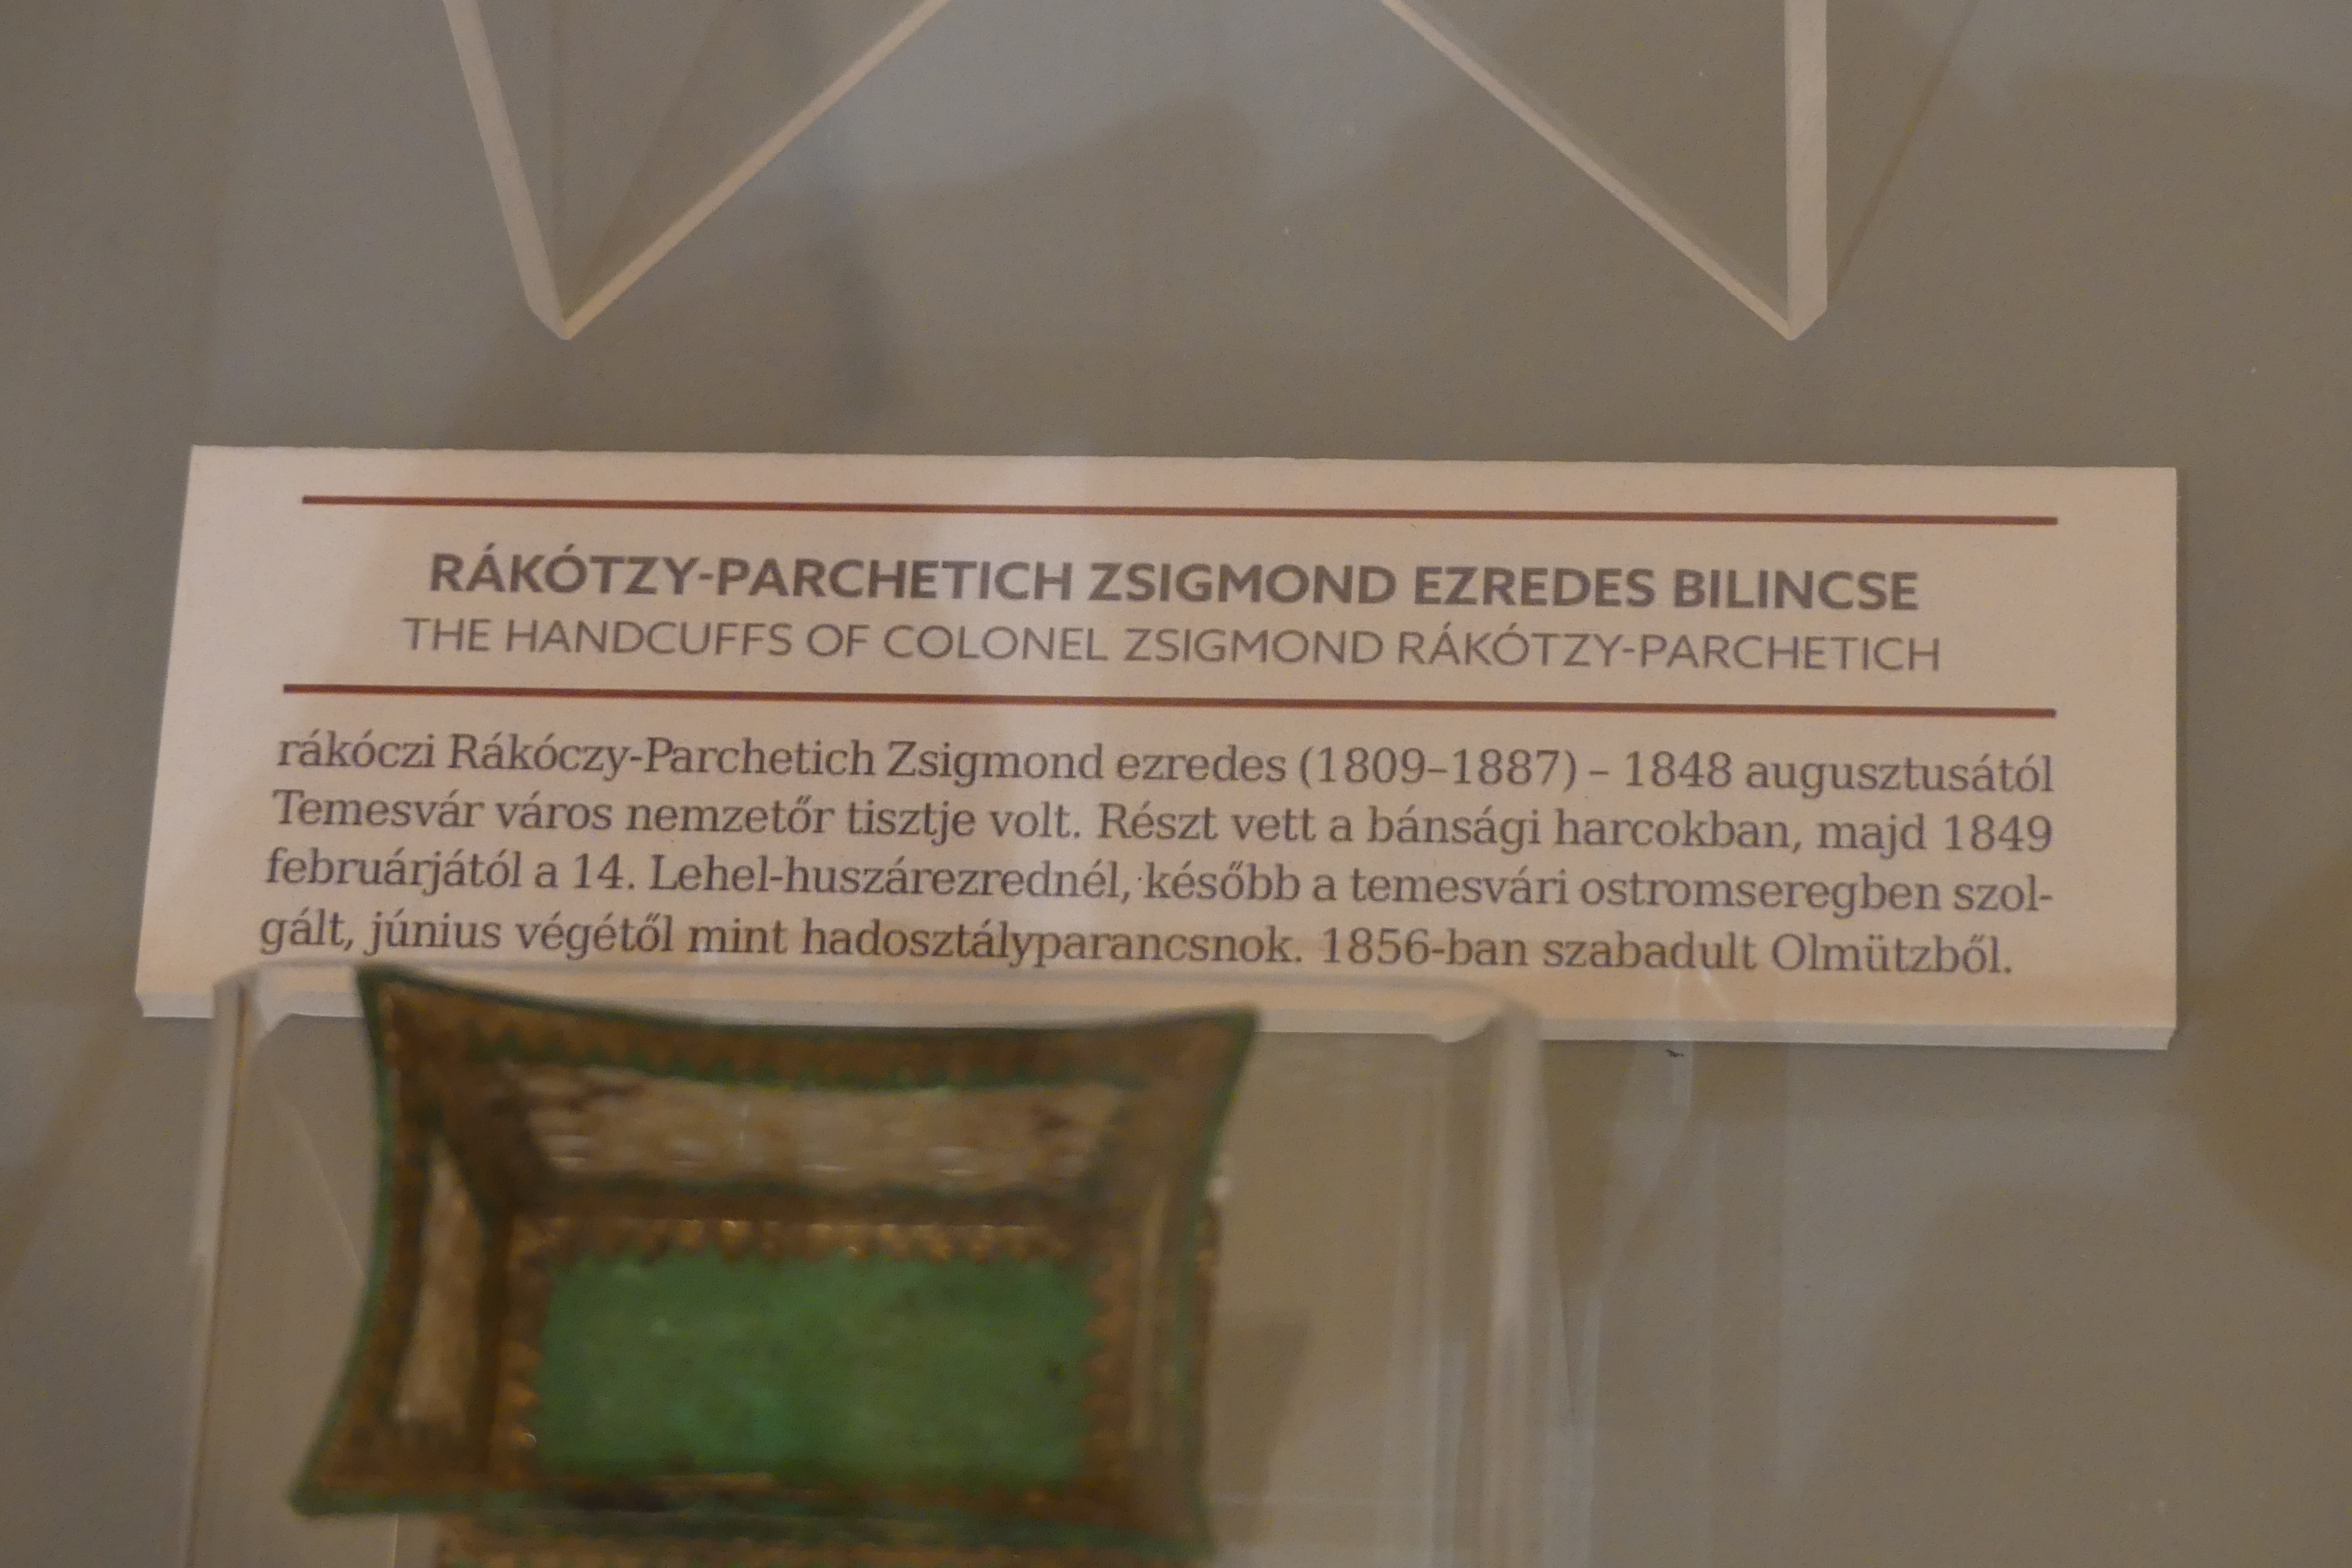 RÁKÓTZY-PARCHETICH ZSIGMOND EZREDES BILINCSE
THE HANDCUFFS OF COLONEL ZSIGMOND RÁKÓTZY-PARCHETICH
rákóczi Rákóczy-Parchetich Zsigmond ezredes (1809–1887) – 1848 augusztusától
Temesvár város nemzetőr tisztje volt. Részt vett a bánsági harcokban, majd 1849
februárjától a 14. Lehel-huszárezrednél, később a temesvári ostromseregben szol-
gált, június végétől mint hadosztályparancsnok. 1856-ban szabadult Olmützből.